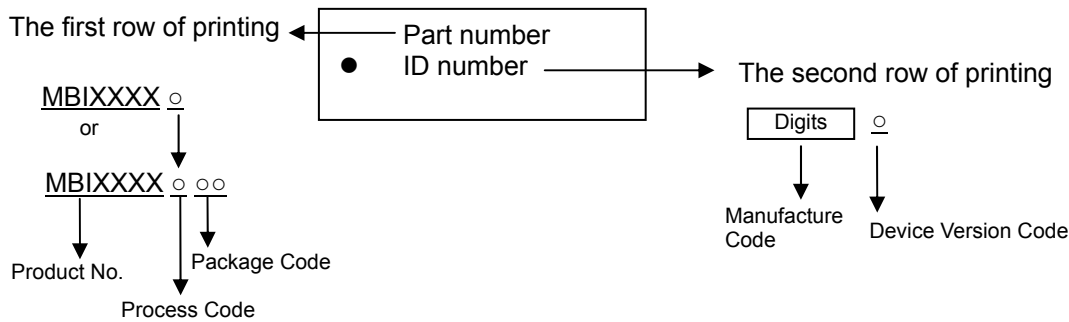 The first row of printing
Part number
● ID number
The second row of printing
MBIXXXX ○
or
MBIXXXX ○ ○○
Product No.
Package Code
Process Code
Digits ○
Manufacture
Code
Device Version Code